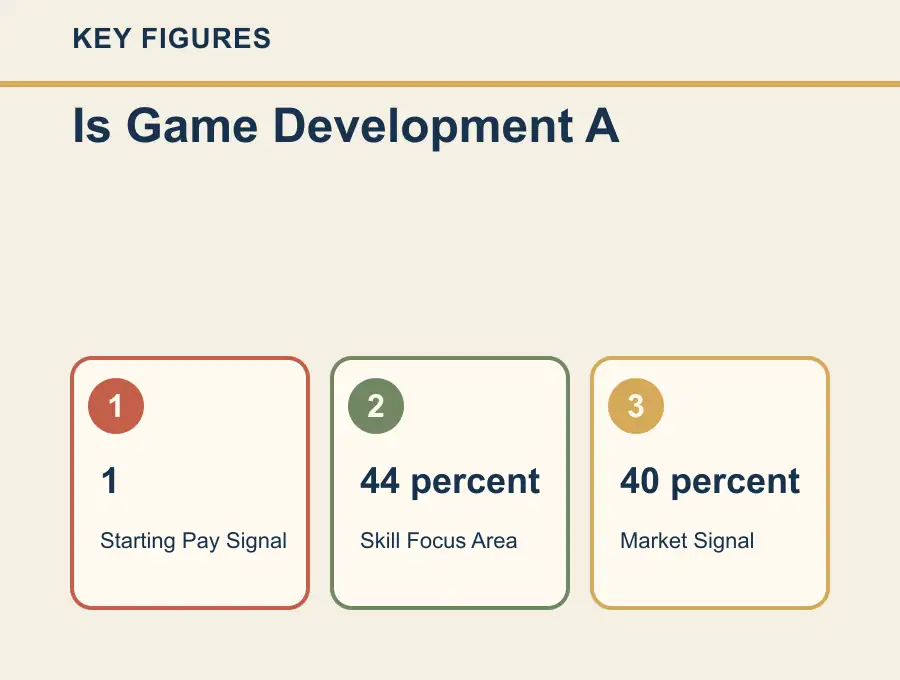 KEY FIGURES
Is Game Development A
1
1
Starting Pay Signal
2
44 percent
Skill Focus Area
3
40 percent
Market Signal